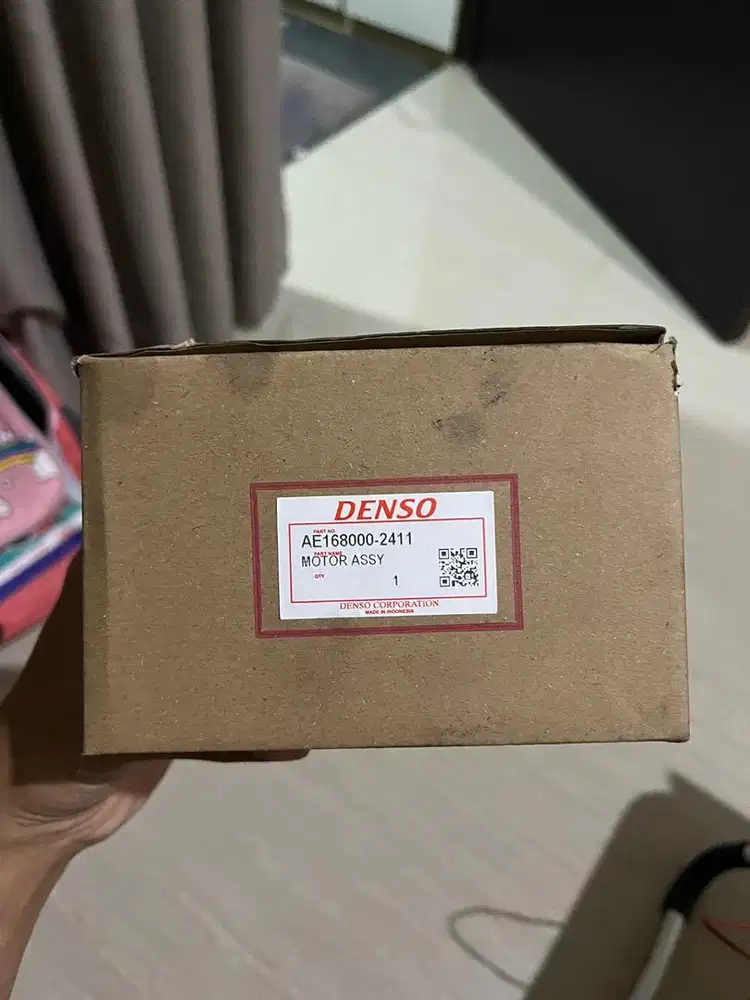 DENSO
PART NO.
AE168000-2411
PART NAME
MOTOR ASSY
QTY
1
DENSO CORPORATION
MADE IN INDONESIA